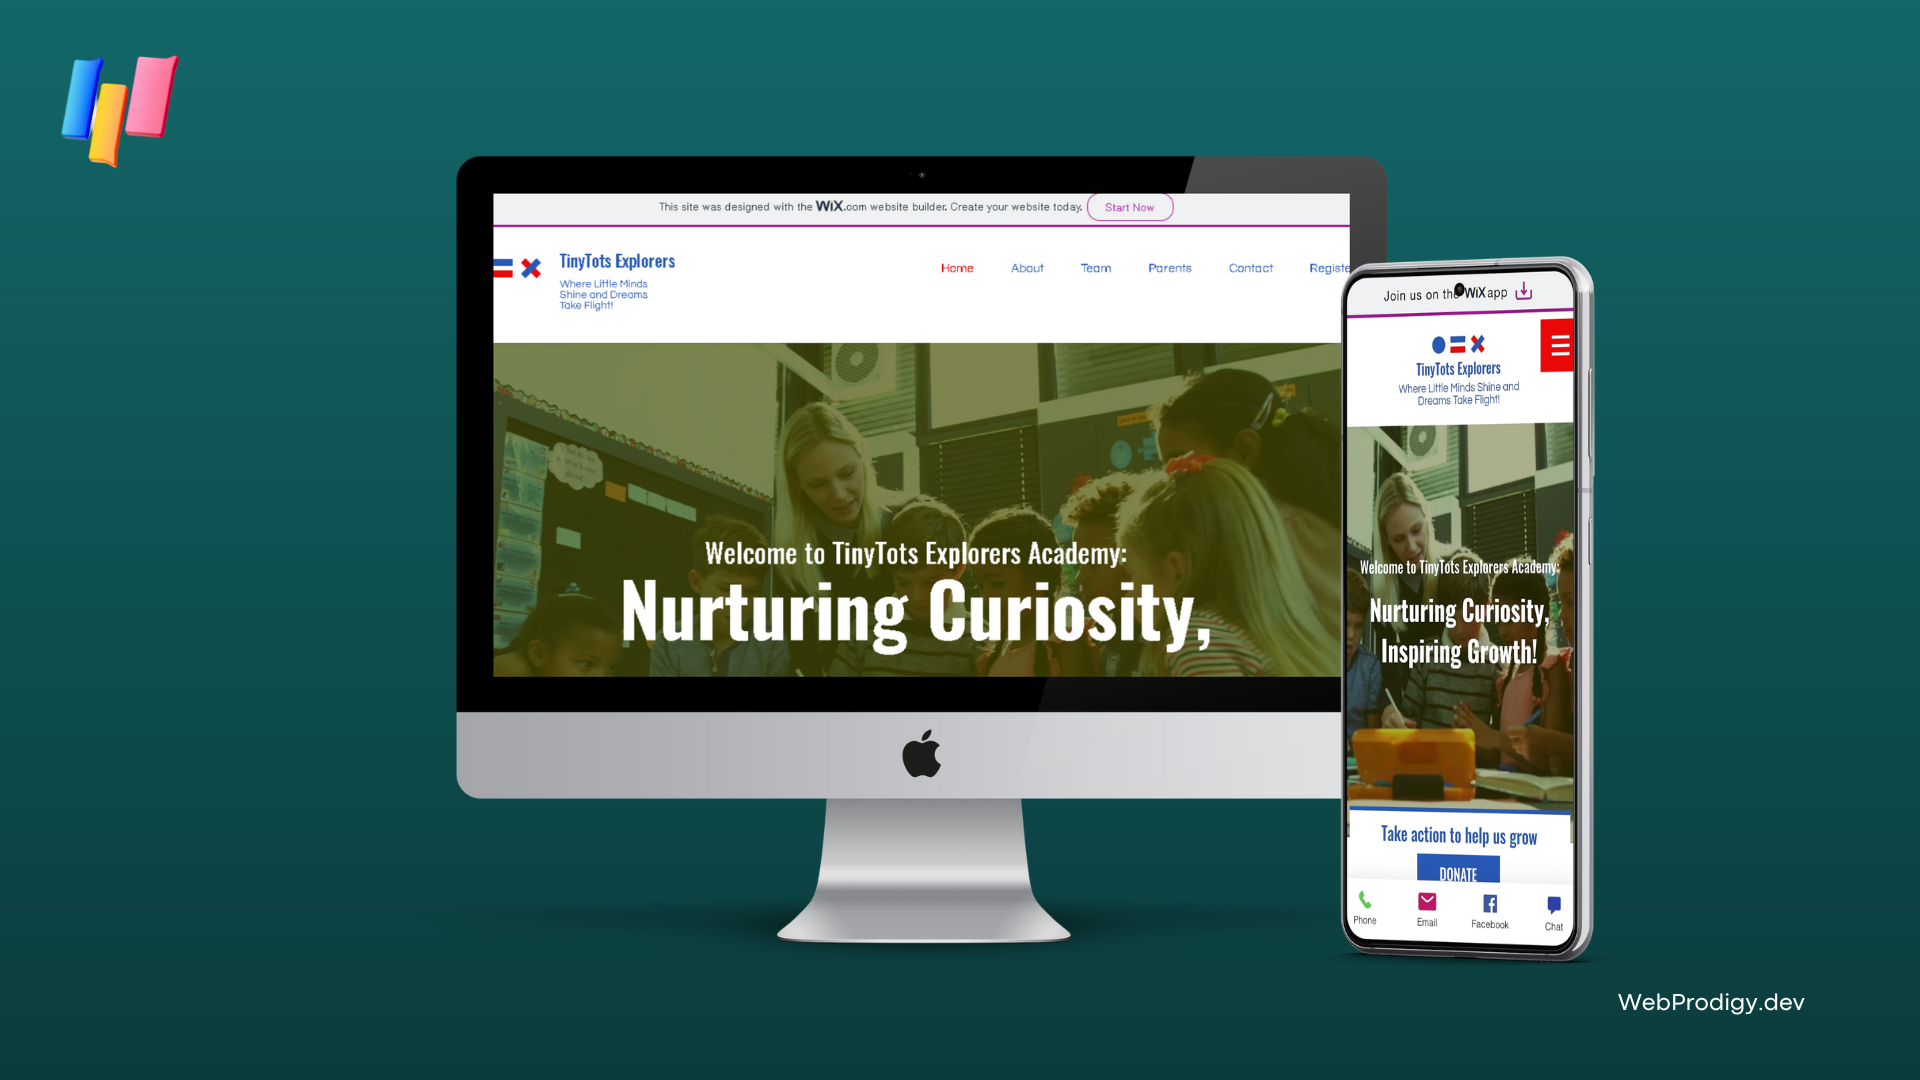 This site was designed with the WiX.com website builder. Create your website today.
Start Now
TinyTots Explorers
Where Little Minds
Shine and Dreams
Take Flight!
Home About Team Parents Contact Registe
Welcome to TinyTots Explorers Academy:
Nurturing Curiosity,
Join us on the WiX app
TinyTots Explorers
Where Little Minds Shine and
Dreams Take Flight!
Welcome to TinyTots Explorers Academy:
Nurturing Curiosity,
Inspiring Growth!
Take action to help us grow
DONATE
Phone Email Facebook Chat
WebProdigy.dev